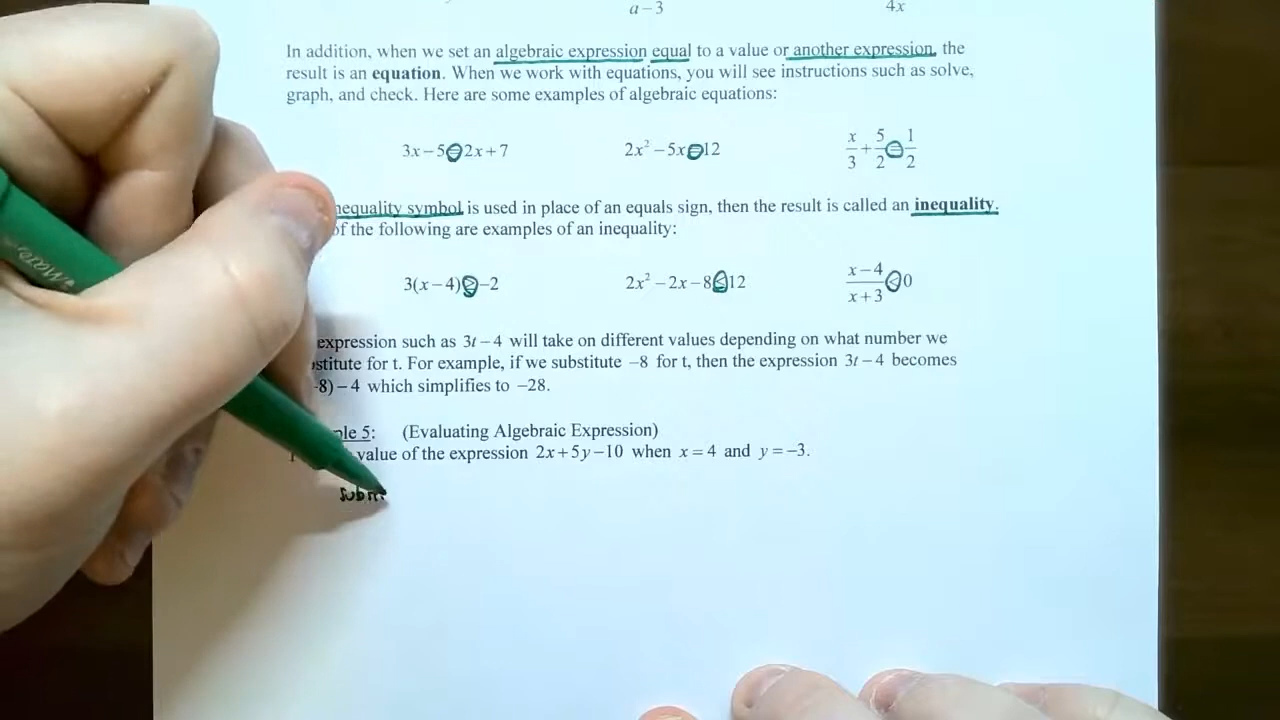 a−3 4x
In addition, when we set an algebraic expression equal to a value or another expression, the
result is an equation. When we work with equations, you will see instructions such as solve,
graph, and check. Here are some examples of algebraic equations:
3x−5=2x+7 2x²−5x=12 x/3+5/2=1/2
inequality symbol is used in place of an equals sign, then the result is called an inequality.
of the following are examples of an inequality:
3(x−4)≥−2 2x²−2x−8≤12 (x−4)/(x+3)<0
expression such as 3t−4 will take on different values depending on what number we
stitute for t. For example, if we substitute −8 for t, then the expression 3t−4 becomes
-8)−4 which simplifies to −28.
ple 5: (Evaluating Algebraic Expression)
value of the expression 2x+5y−10 when x=4 and y=−3.